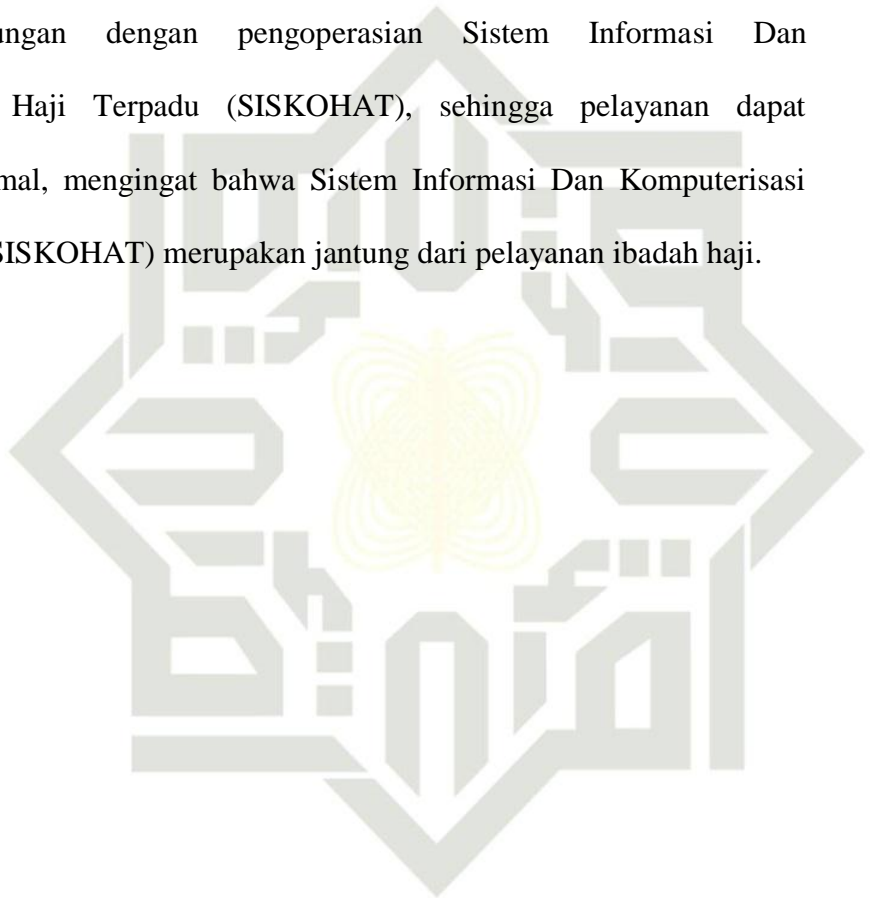 ungan dengan pengoperasian Sistem Informasi Dan
Haji Terpadu (SISKOHAT), sehingga pelayanan dapat
mal, mengingat bahwa Sistem Informasi Dan Komputerisasi
SISKOHAT) merupakan jantung dari pelayanan ibadah haji.